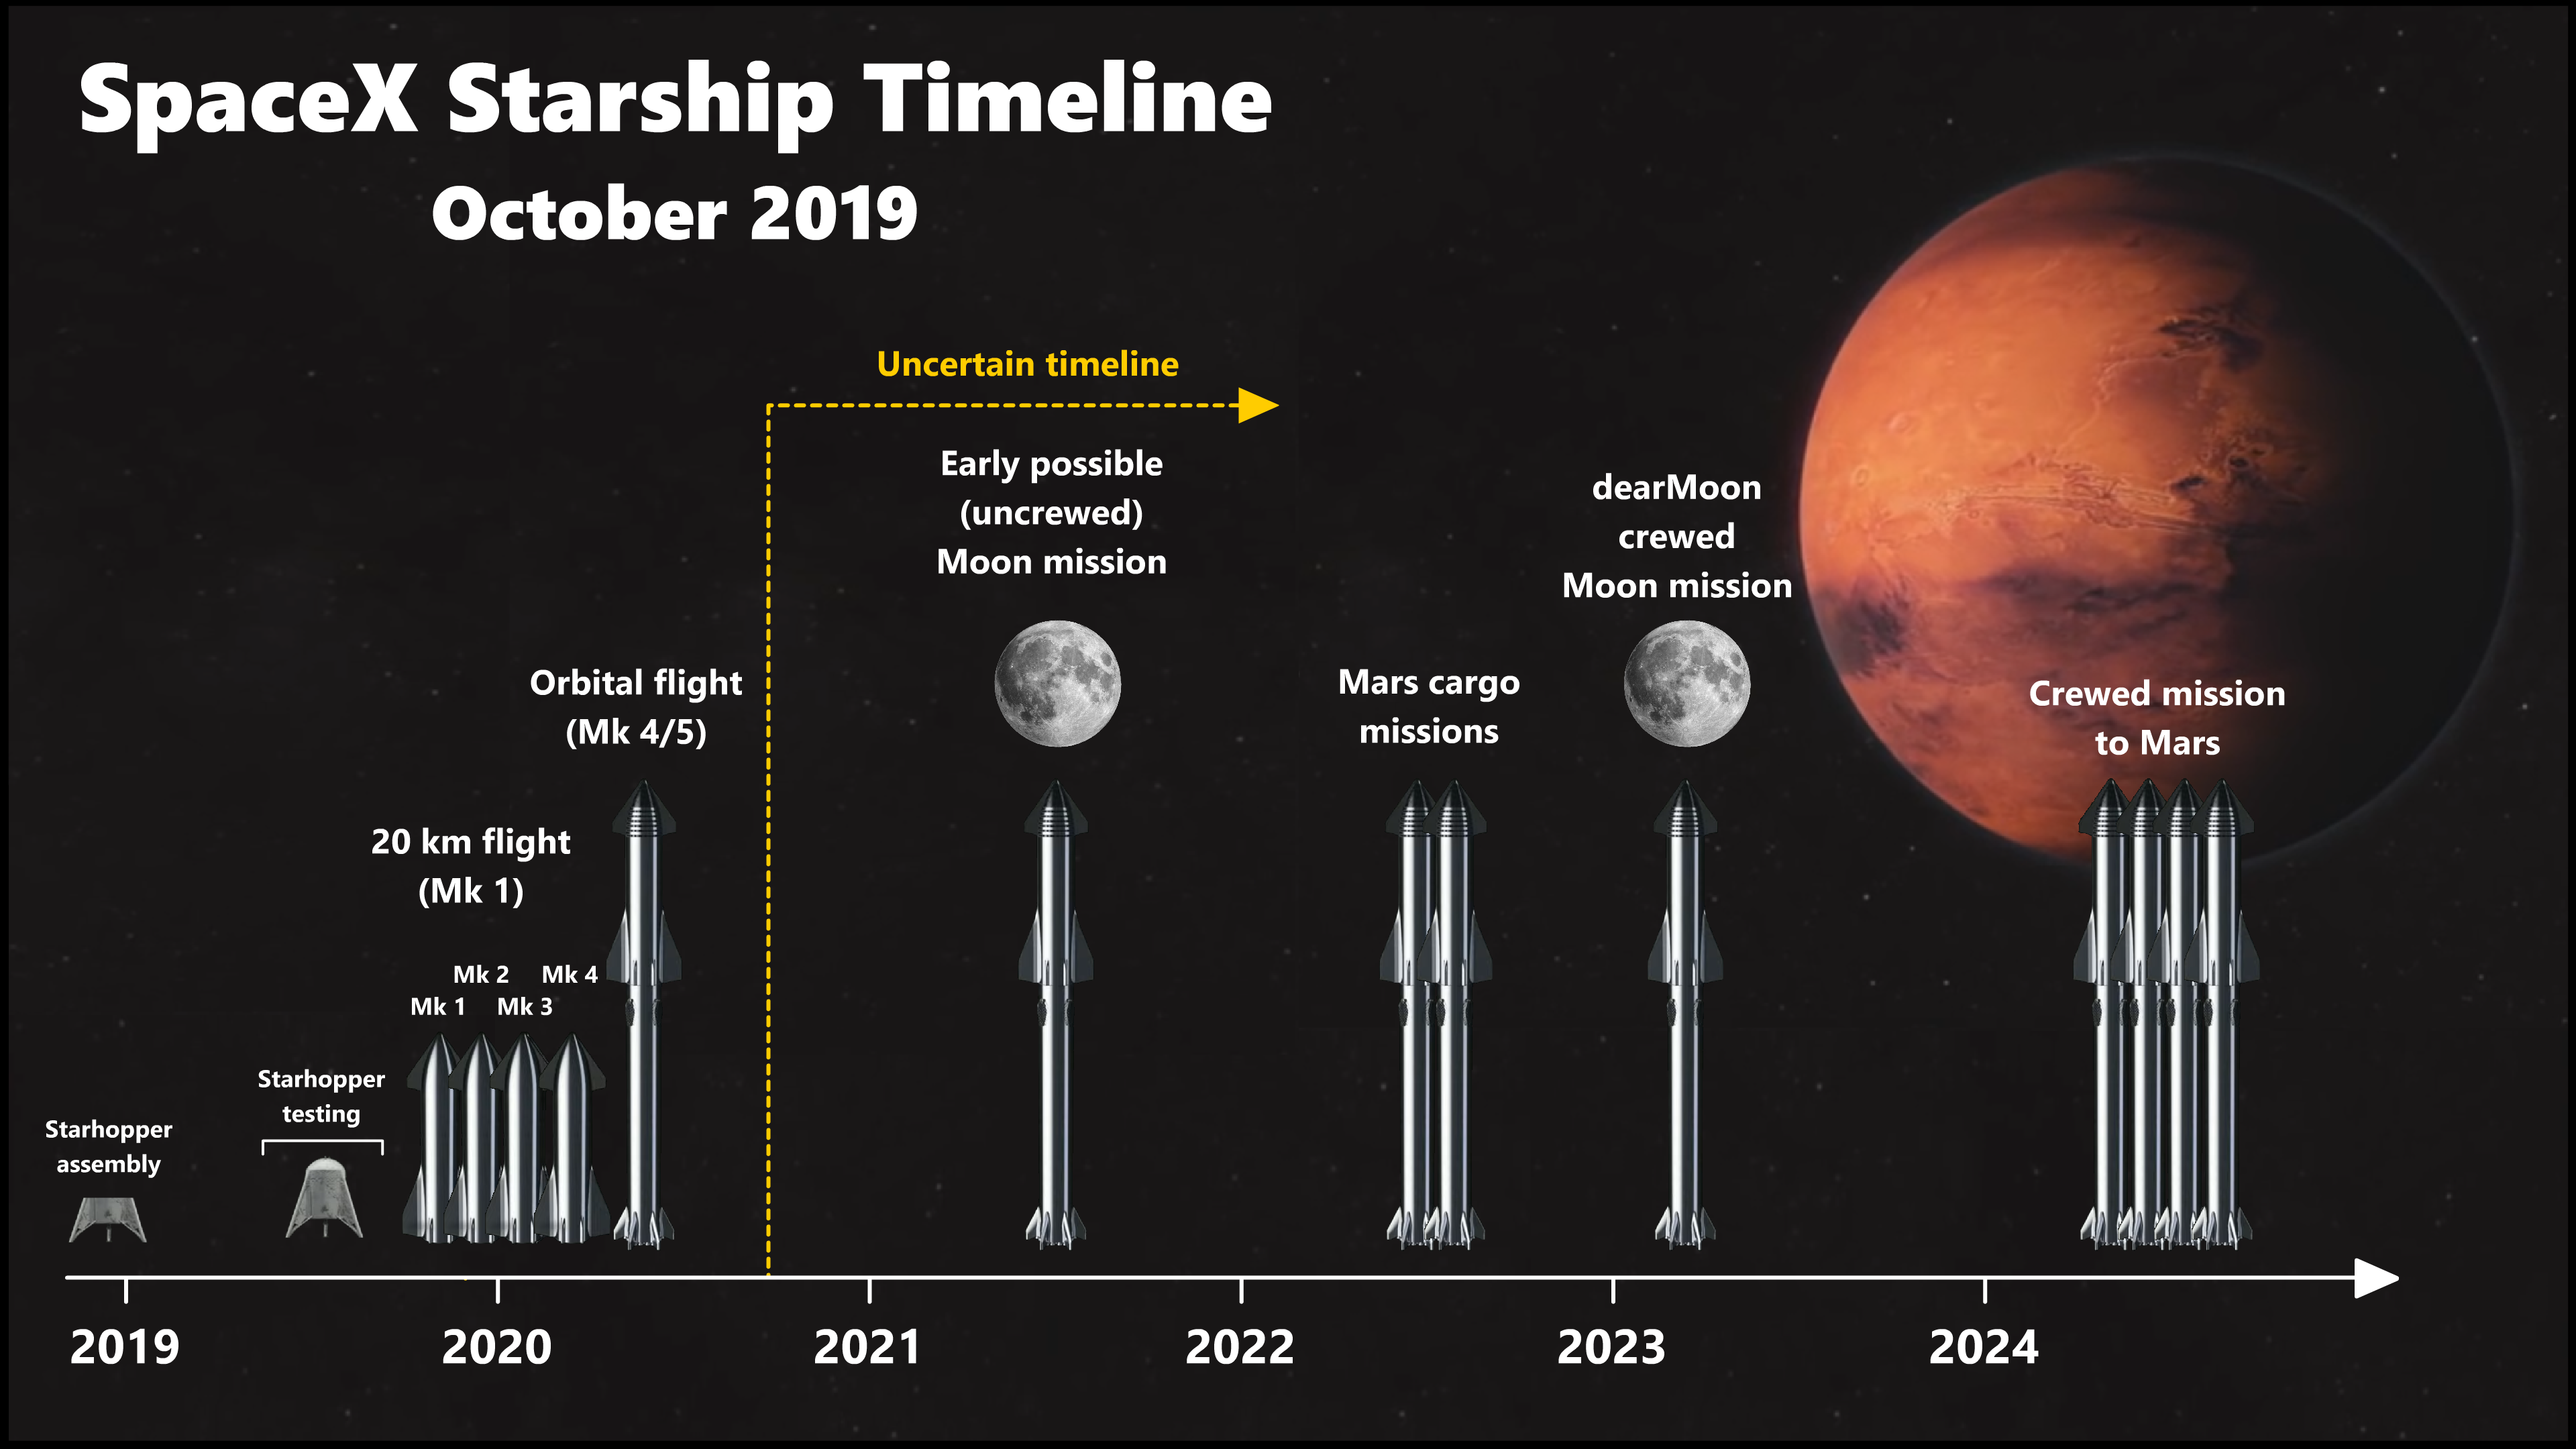 SpaceX Starship Timeline
October 2019
Uncertain timeline
Early possible
(uncrewed)
Moon mission
dearMoon
crewed
Moon mission
Orbital flight
(Mk 4/5)
Mars cargo
missions
Crewed mission
to Mars
20 km flight
(Mk 1)
Mk 2 Mk 4
Mk 1 Mk 3
Starhopper
testing
Starhopper
assembly
2019 2020 2021 2022 2023 2024